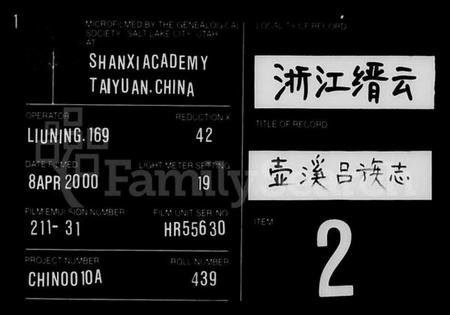 1
MICROFILMED BY THE GENEALOGICAL
SOCIETY, SALT LAKE CITY, UTAH
AT
SHANXI ACADEMY
TAIYUAN. CHINA
OPERATOR
REDUCTION X
LIUNING. 169
42
DATE FILMED
LIGHT METER SETTING
8APR 2000
19
FILM EMULSION NUMBER
FILM UNIT SER NO
211- 31
HR55630
PROJECT NUMBER
ROLL NUMBER
CHINO010A
439
LOCALITY OF RECORD
浙江缙云
TITLE OF RECORD
壶溪吕族志
ITEM
2
FamilySearch